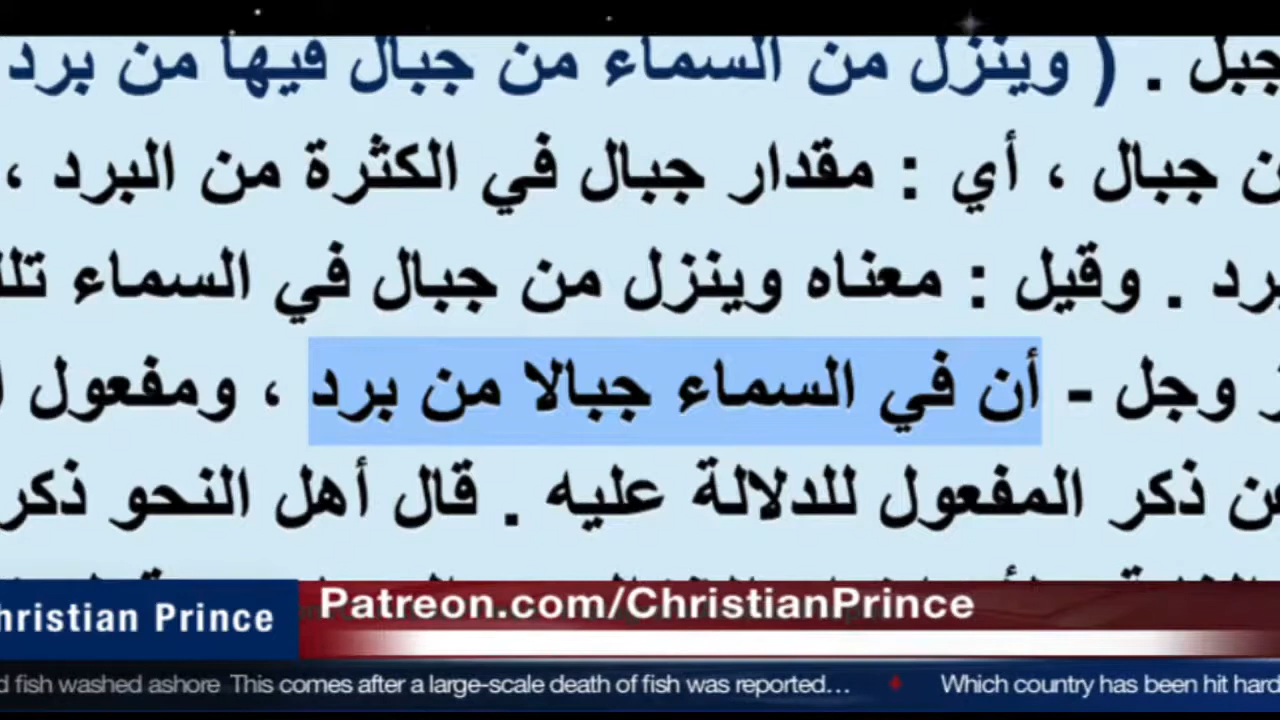 جبل . ( وينزل من السماء من جبال فيها من برد
ن جبال ، أي : مقدار جبال في الكثرة من البرد ،
برد . وقيل : معناه وينزل من جبال في السماء تلك
وجل - أن في السماء جبالا من برد ، ومفعول
ن ذكر المفعول للدلالة عليه . قال أهل النحو ذكر
hristian Prince
Patreon.com/ChristianPrince
d fish washed ashore This comes after a large-scale death of fish was reported... Which country has been hit hard